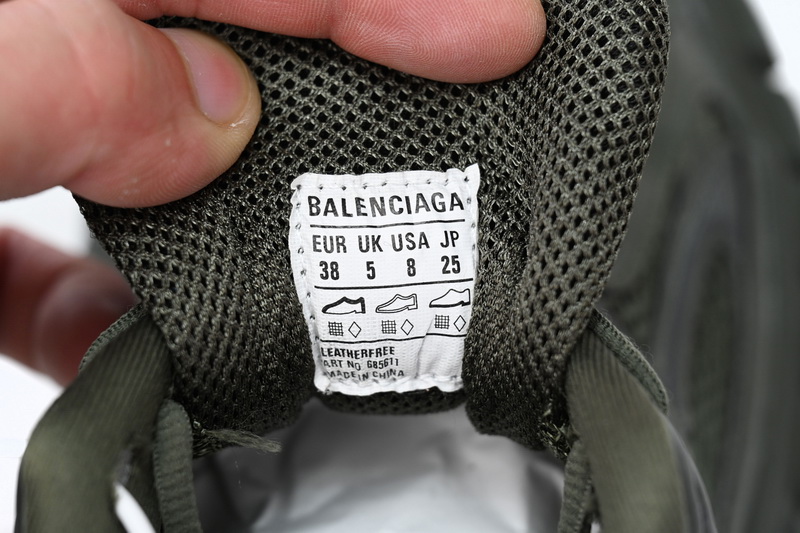 BALENCIAGA
EUR UK USA JP
38 5 8 25
LEATHERFREE
ART NO 685611
MADE IN CHINA